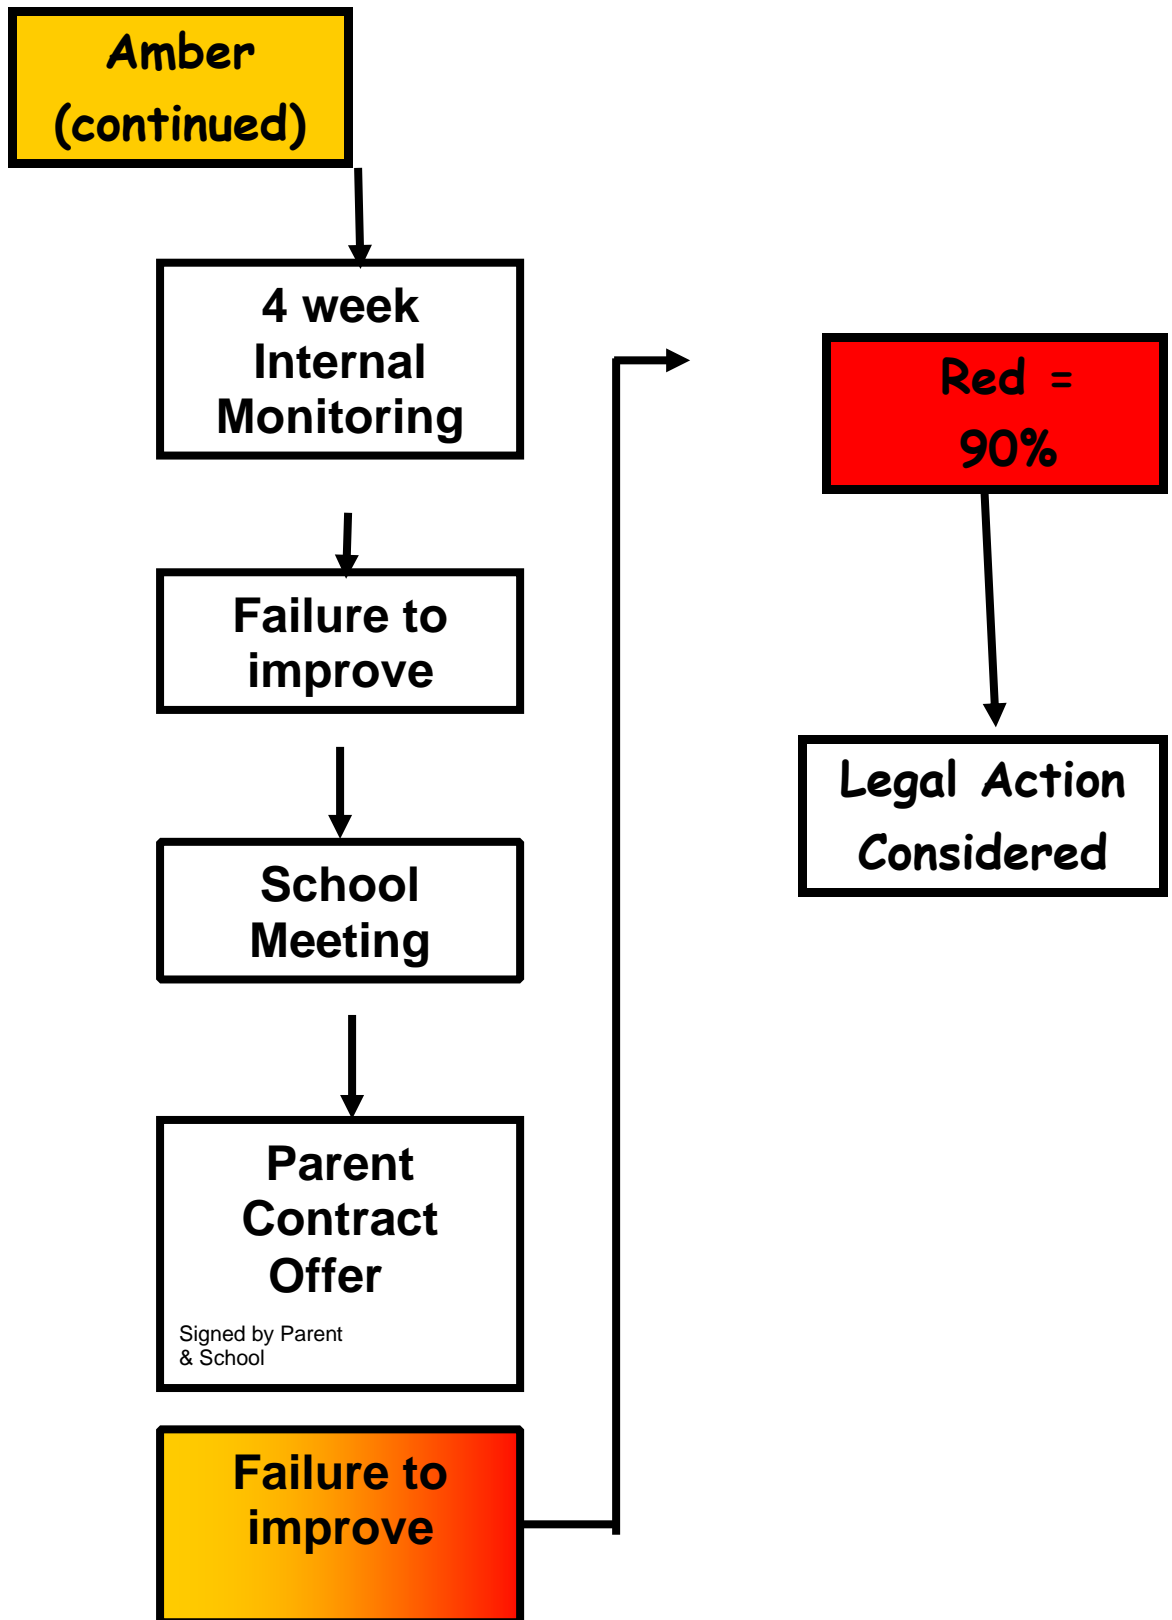 Amber
(continued)
4 week
Internal
Monitoring
Failure to
improve
School
Meeting
Parent
Contract
Offer
Signed by Parent
& School
Failure to
improve
Red =
90%
Legal Action
Considered